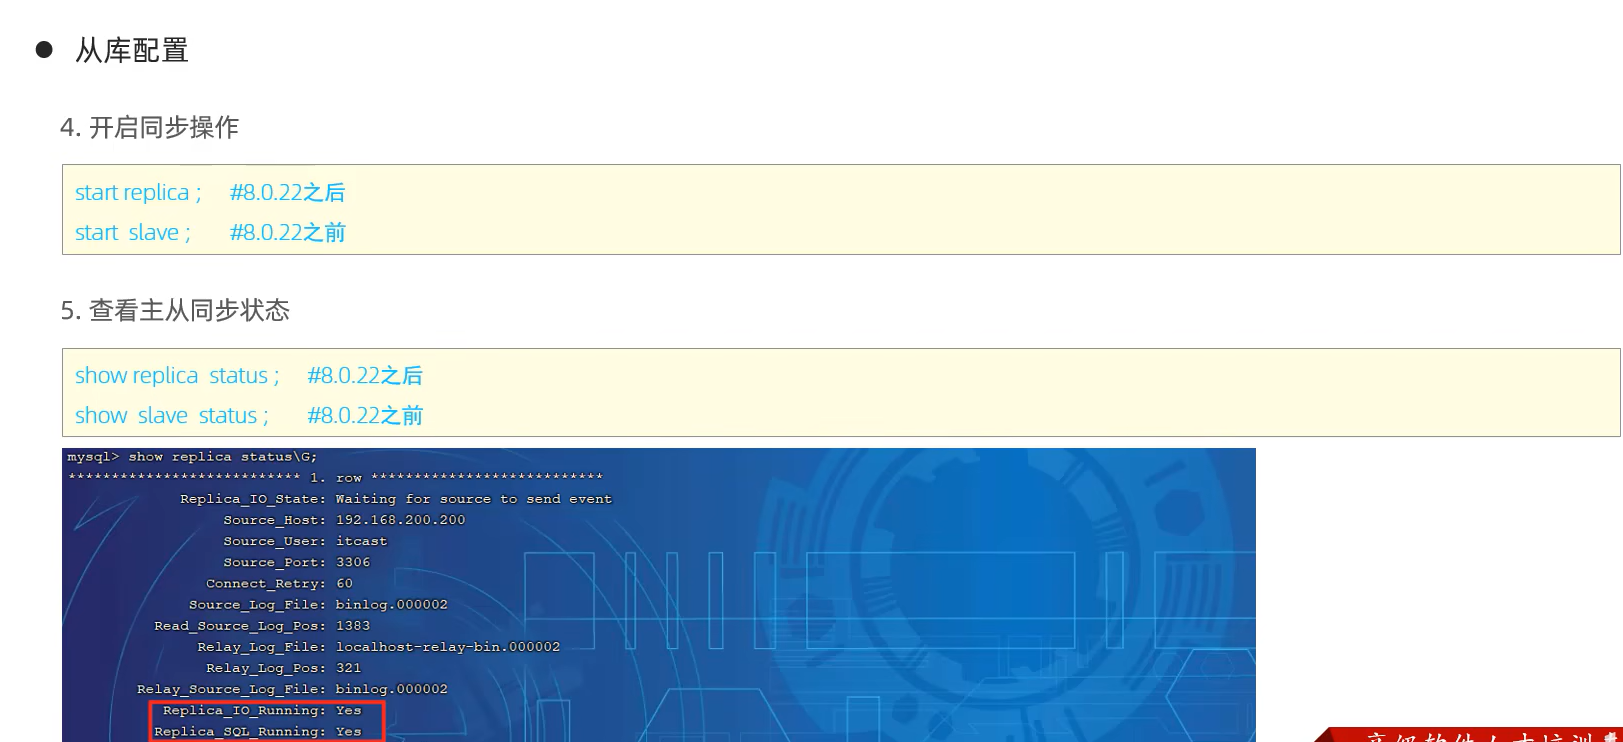 ● 从库配置
4. 开启同步操作
start replica ; #8.0.22之后
start slave ; #8.0.22之前
5. 查看主从同步状态
show replica status ; #8.0.22之后
show slave status ; #8.0.22之前
mysql> show replica status\G;
*************************** 1. row ***************************
Replica_IO_State: Waiting for source to send event
Source_Host: 192.168.200.200
Source_User: itcast
Source_Port: 3306
Connect_Retry: 60
Source_Log_File: binlog.000002
Read_Source_Log_Pos: 1383
Relay_Log_File: localhost-relay-bin.000002
Relay_Log_Pos: 321
Relay_Source_Log_File: binlog.000002
Replica_IO_Running: Yes
Replica_SQL_Running: Yes